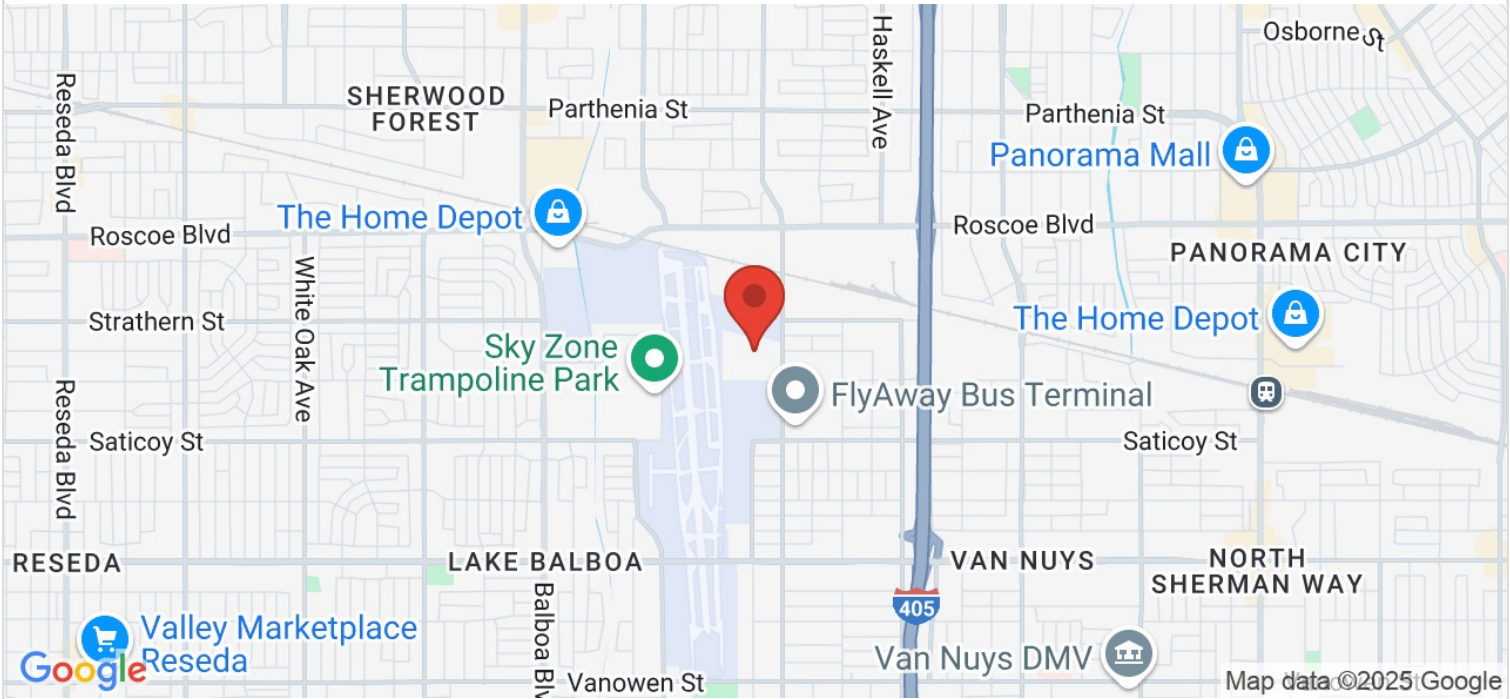 Osborne St
Haskell Ave
Reseda Blvd
SHERWOOD
FOREST
Parthenia St
Parthenia St
Panorama Mall
The Home Depot
Roscoe Blvd
Roscoe Blvd
PANORAMA CITY
White Oak Ave
Strathern St
The Home Depot
Sky Zone
Trampoline Park
FlyAway Bus Terminal
Reseda Blvd
Saticoy St
Saticoy St
RESEDA
LAKE BALBOA
VAN NUYS
NORTH
SHERMAN WAY
405
Balboa Blv
Valley Marketplace
Reseda
Van Nuys DMV
Google
Vanowen St
Map data ©2025 Google